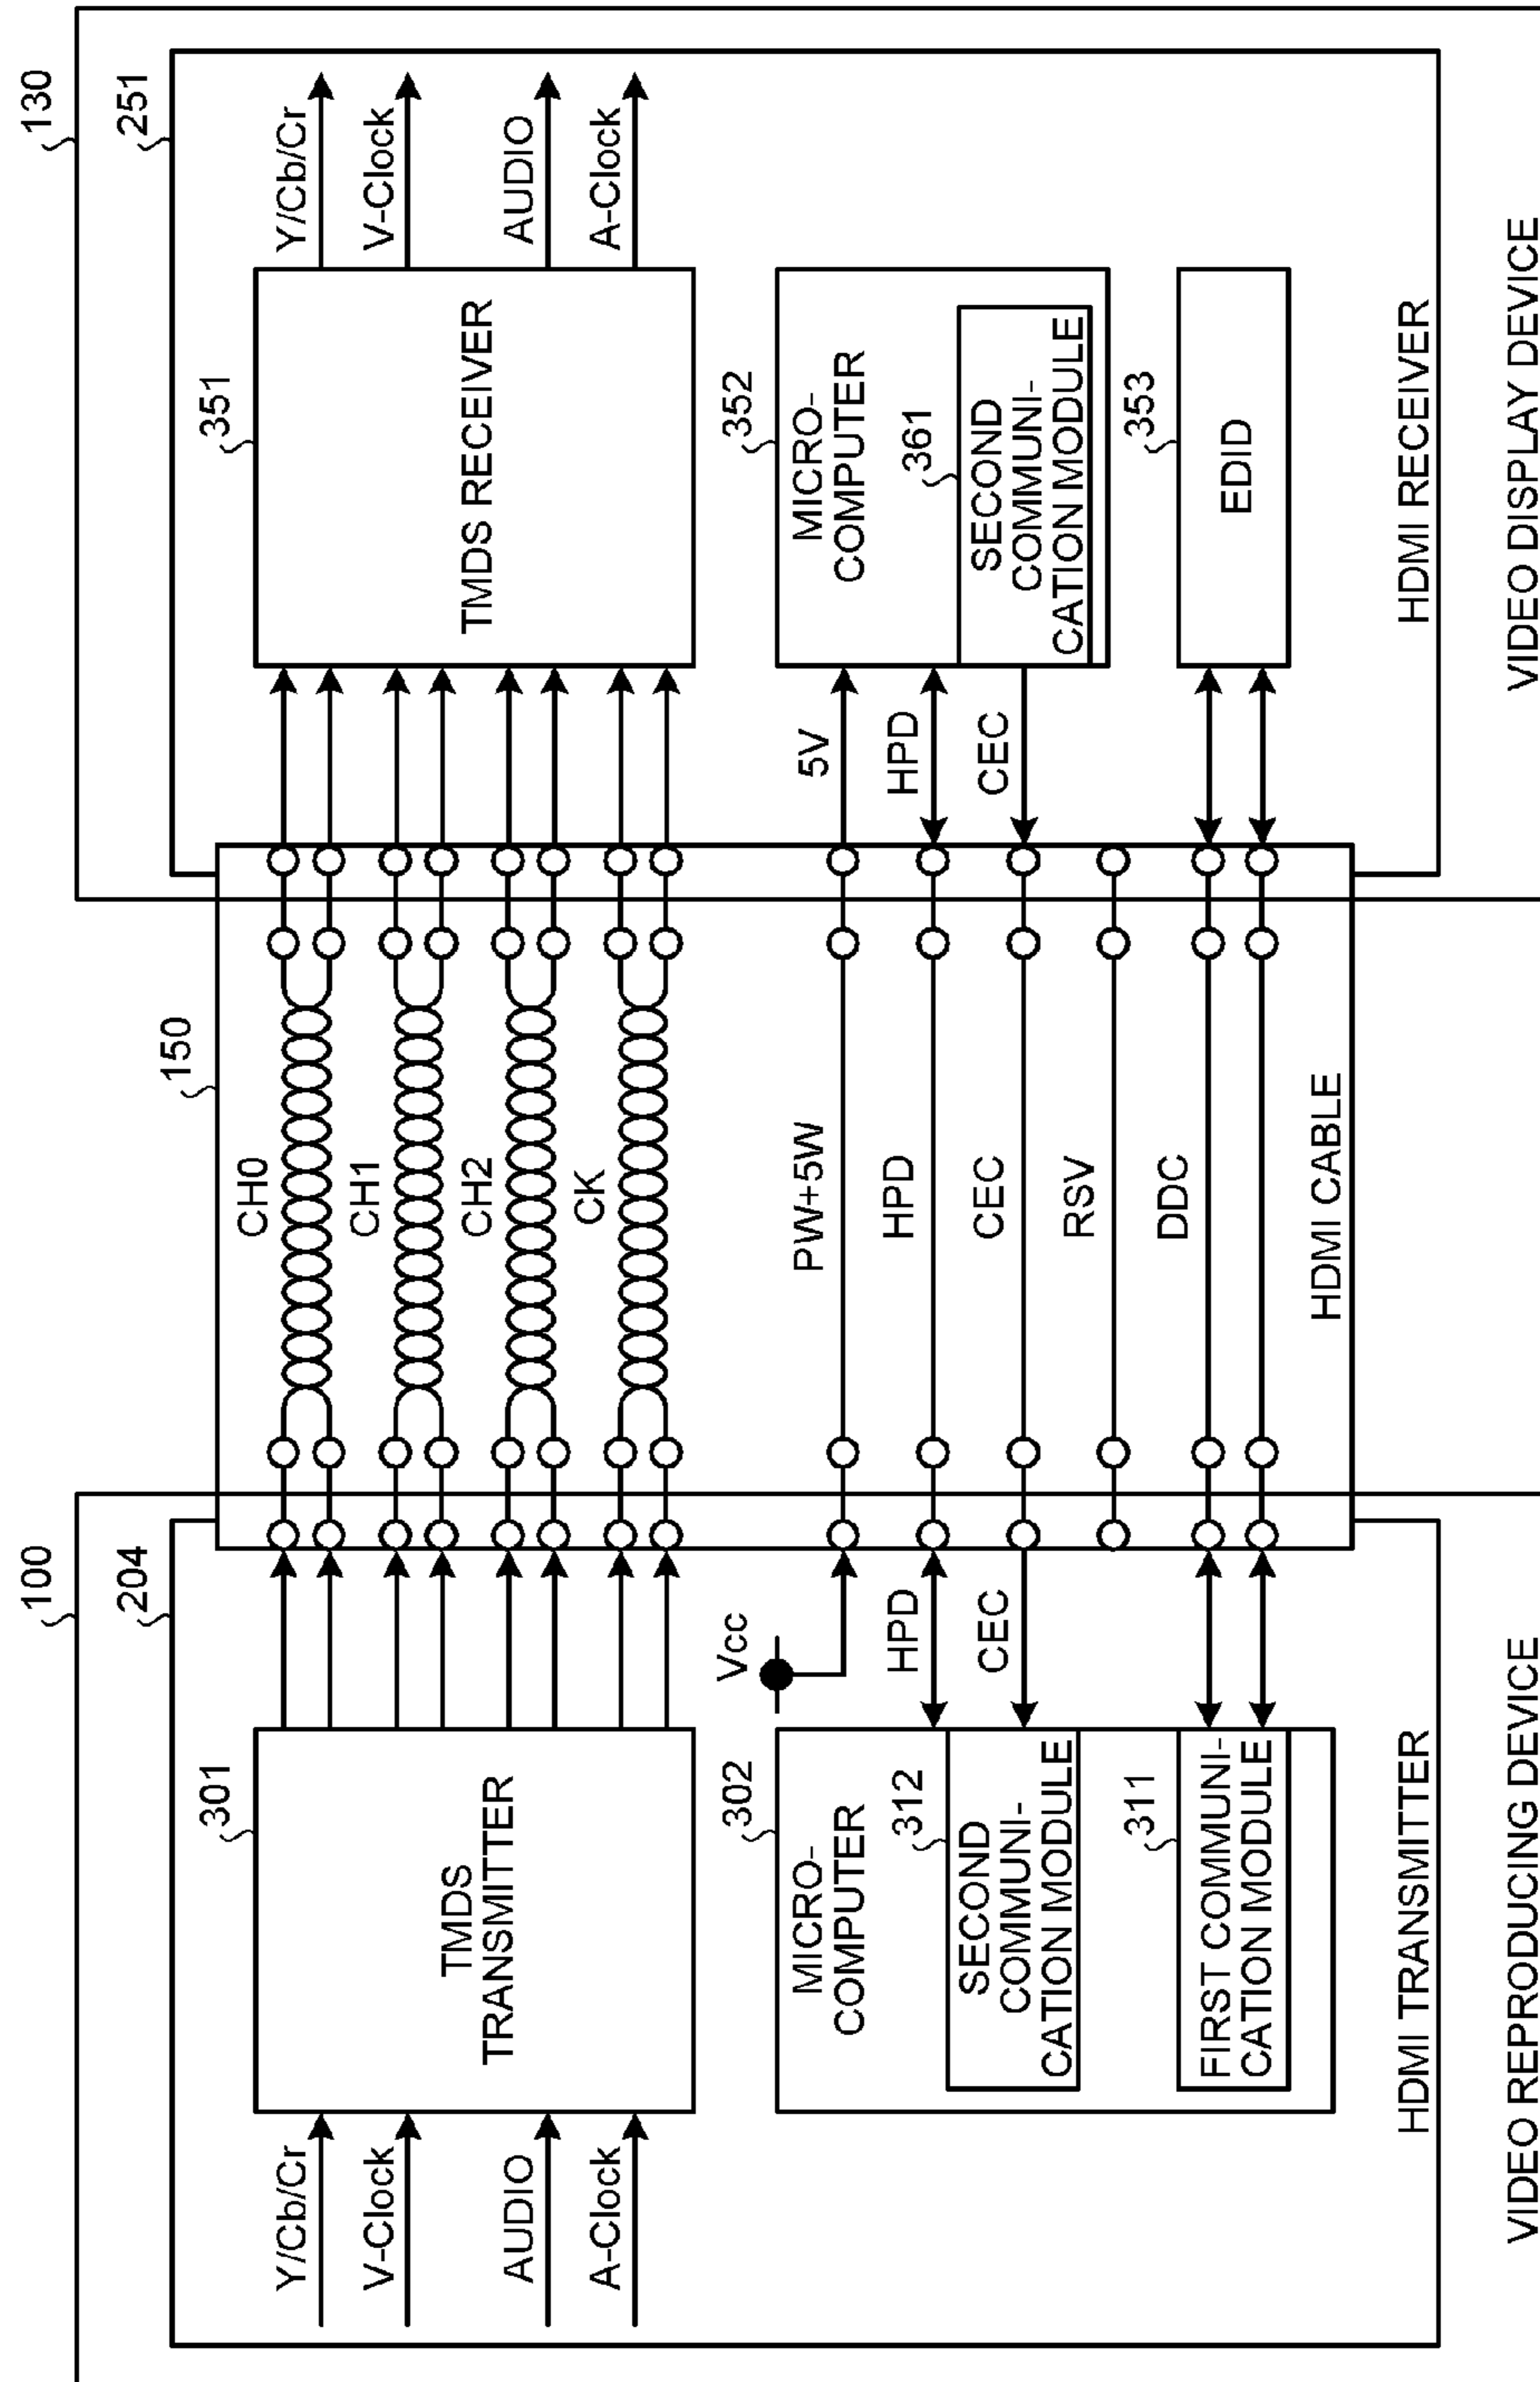 100
204
301
TMDS
TRANSMITTER
Y/Cb/Cr
V-Clock
AUDIO
A-Clock
Vcc
HPD
CEC
302
MICRO-
COMPUTER
312
SECOND
COMMUNI-
CATION MODULE
311
FIRST COMMUNI-
CATION MODULE
HDMI TRANSMITTER
VIDEO REPRODUCING DEVICE
150
CH0
CH1
CH2
CK
PW+5W
HPD
CEC
RSV
DDC
HDMI CABLE
130
251
351
TMDS RECEIVER
Y/Cb/Cr
V-Clock
AUDIO
A-Clock
5V
HPD
CEC
352
MICRO-
COMPUTER
361
SECOND
COMMUNI-
CATION MODULE
353
EDID
HDMI RECEIVER
VIDEO DISPLAY DEVICE